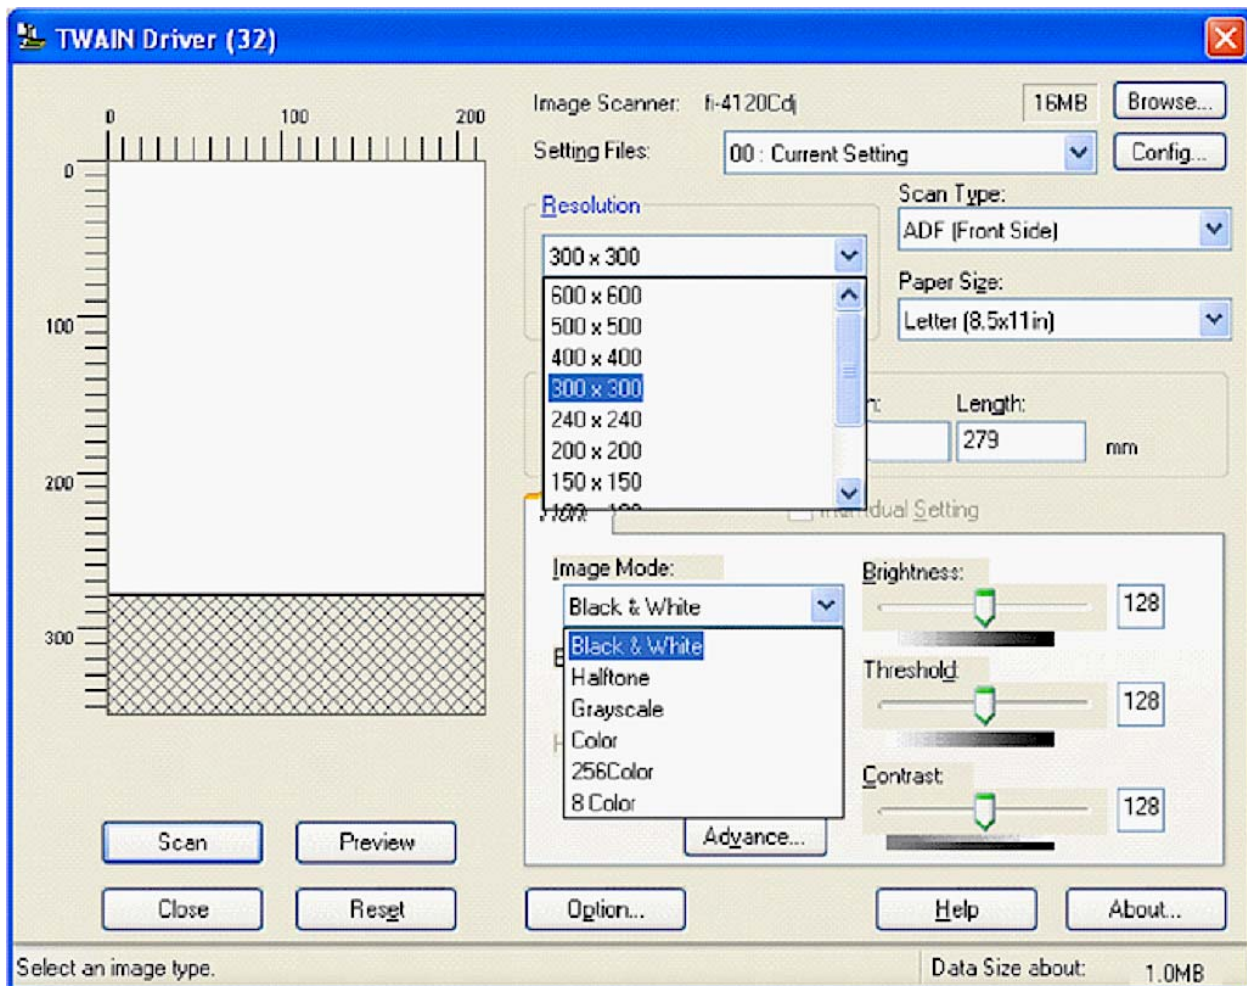 TWAIN Driver (32)
Image Scanner: fi-4120Cdj 16MB Browse...
Setting Files: 00 : Current Setting Config...
0 100 200
0
100
200
300
Resolution
300 x 300
600 x 600
500 x 500
400 x 400
300 x 300
240 x 240
200 x 200
150 x 150
Scan Type:
ADF (Front Side)
Paper Size:
Letter (8.5x11in)
Length:
279 mm
Setting
Image Mode:
Black & White
Black & White
Halftone
Grayscale
Color
256Color
8 Color
Advance...
Brightness:
128
Threshold:
128
Contrast:
128
Scan Preview
Close Reset Option... Help About...
Select an image type. Data Size about: 1.0MB